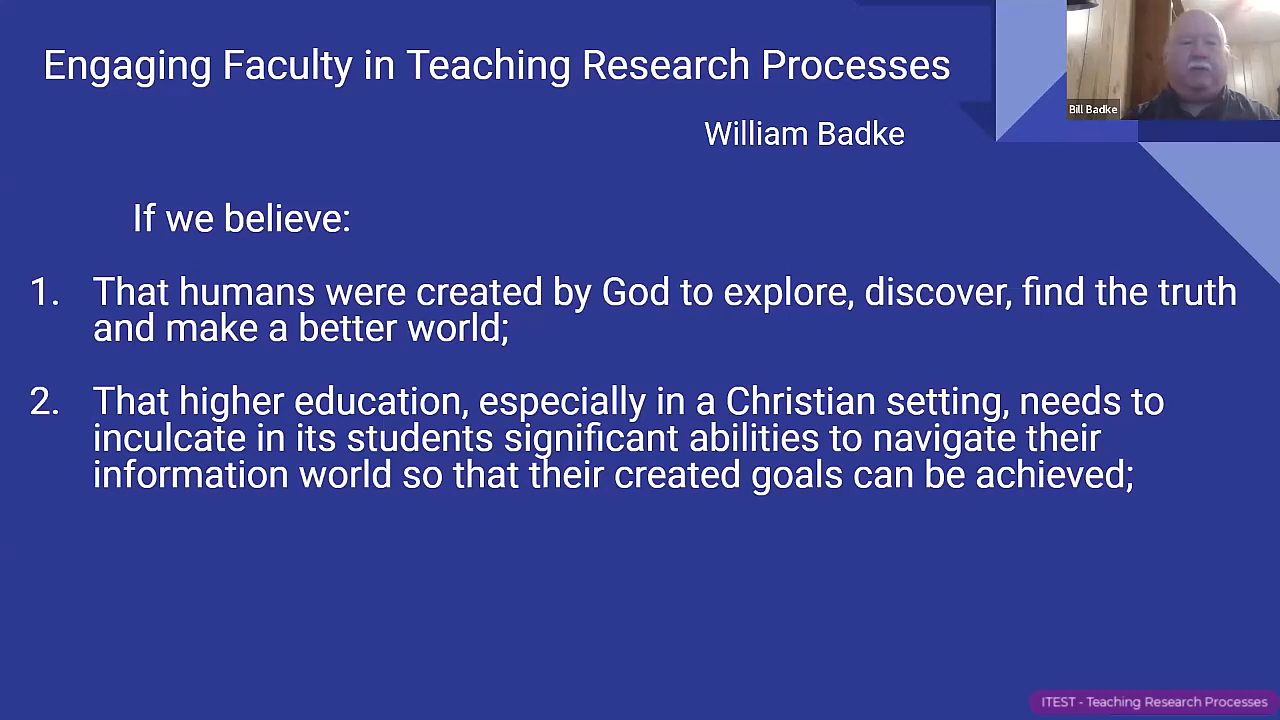 Engaging Faculty in Teaching Research Processes
Bill Badke
William Badke
If we believe:
1. That humans were created by God to explore, discover, find the truth
and make a better world;
2. That higher education, especially in a Christian setting, needs to
inculcate in its students significant abilities to navigate their
information world so that their created goals can be achieved;
ITEST - Teaching Research Processes